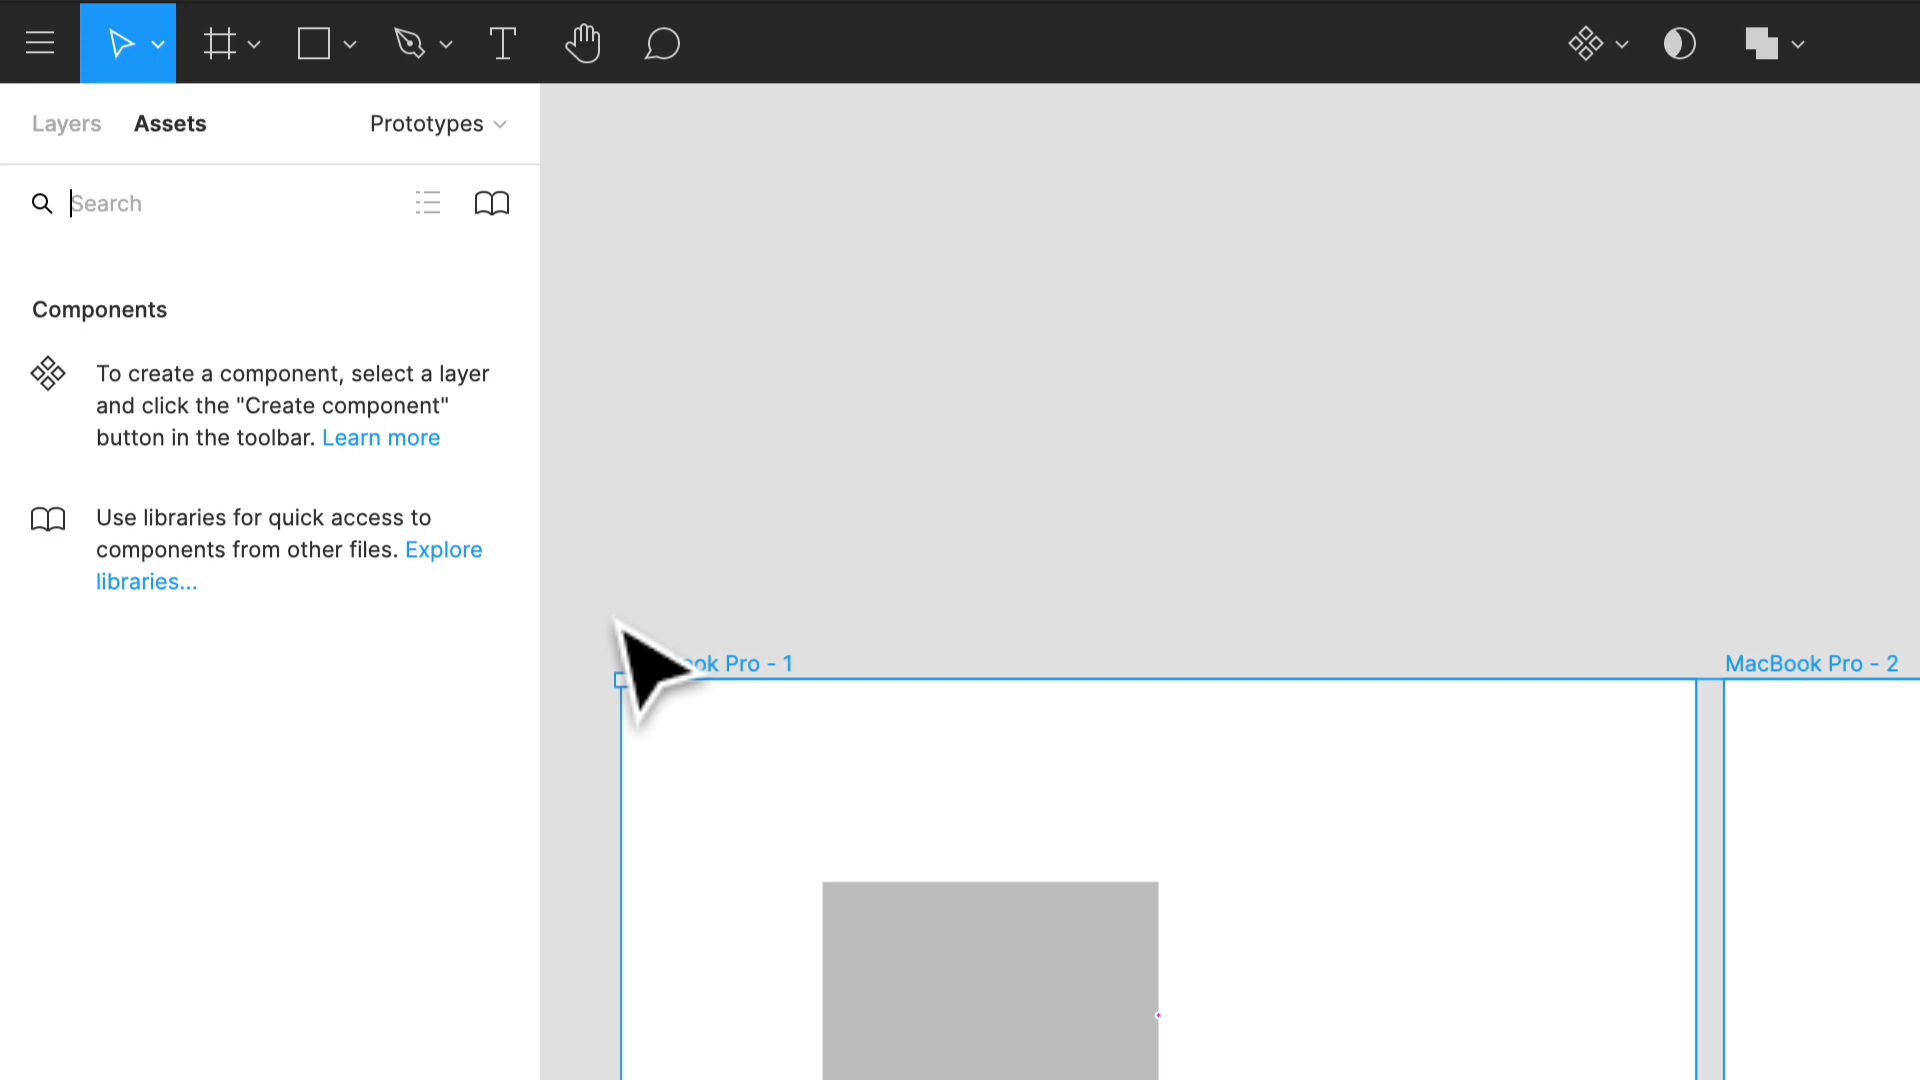 Layers Assets Prototypes
Search
Components
To create a component, select a layer
and click the "Create component"
button in the toolbar. Learn more
Use libraries for quick access to
components from other files. Explore
libraries...
Pro - 1
MacBook Pro - 2